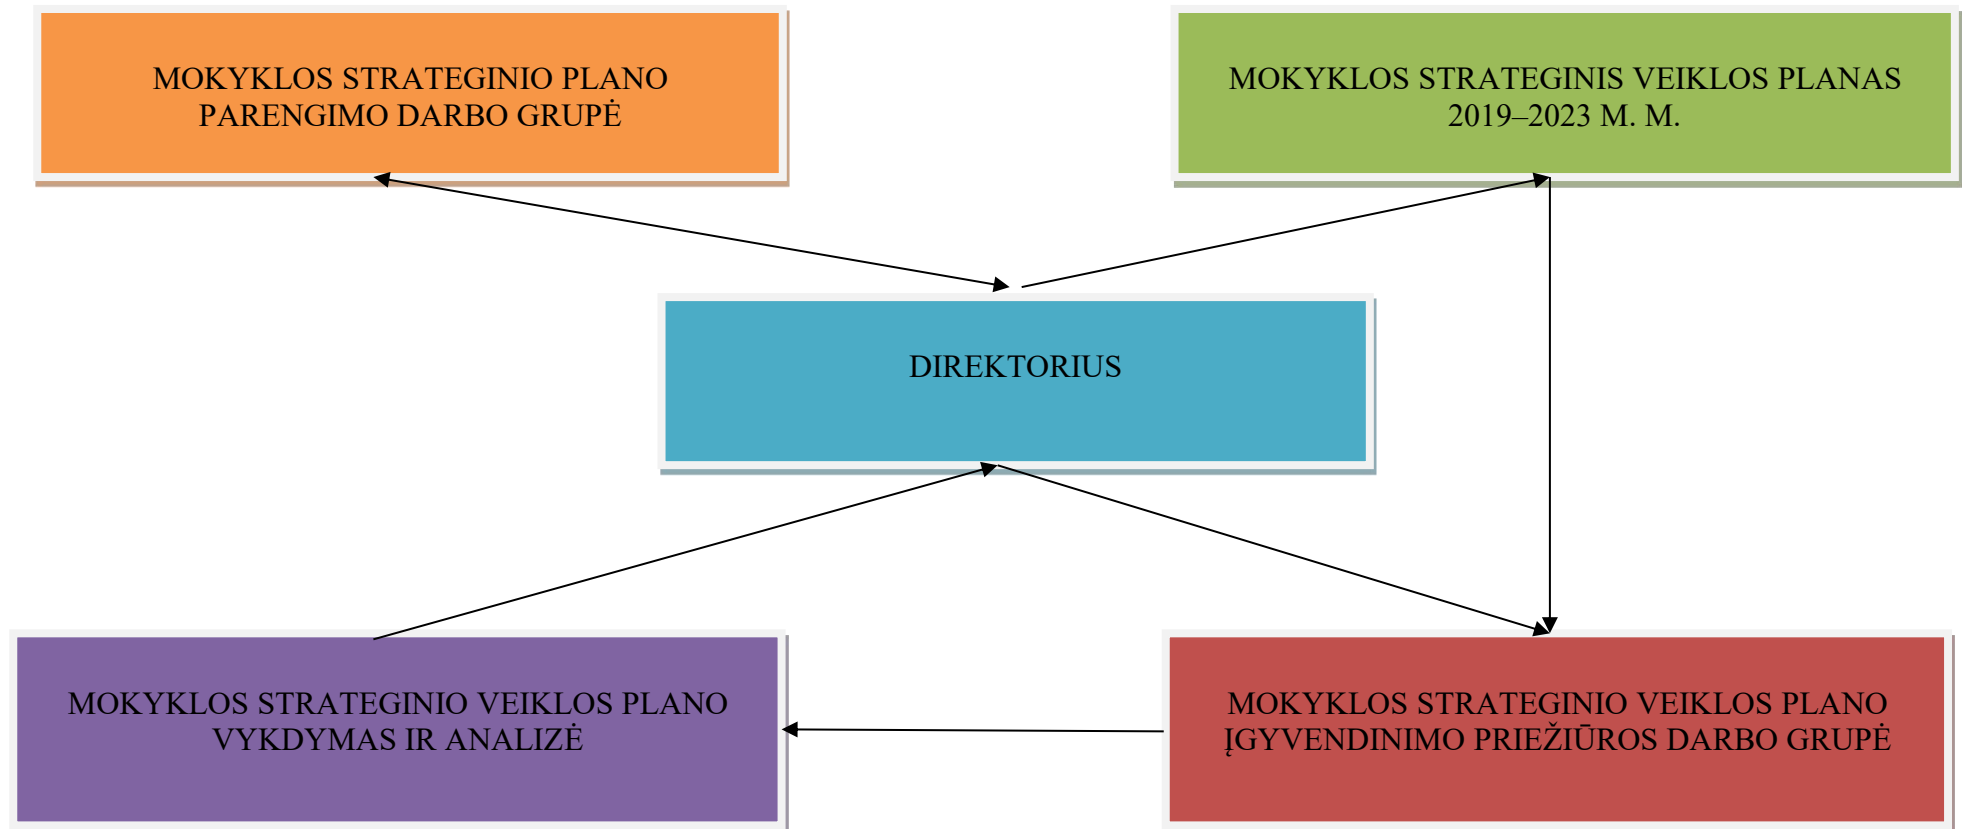 MOKYKLOS STRATEGINIO PLANO
PARENGIMO DARBO GRUPĖ
MOKYKLOS STRATEGINIS VEIKLOS PLANAS
2019–2023 M. M.
DIREKTORIUS
MOKYKLOS STRATEGINIO VEIKLOS PLANO
VYKDYMAS IR ANALIZĖ
MOKYKLOS STRATEGINIO VEIKLOS PLANO
ĮGYVENDINIMO PRIEŽIŪROS DARBO GRUPĖ